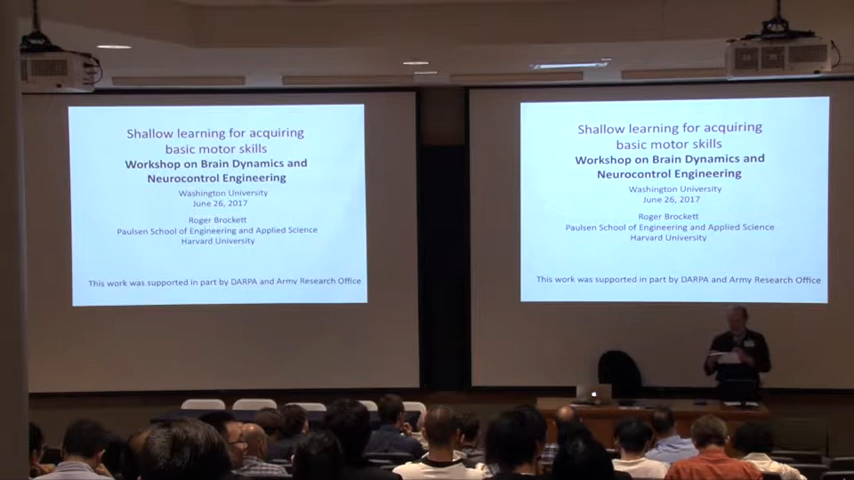 Shallow learning for acquiring
basic motor skills
Workshop on Brain Dynamics and
Neurocontrol Engineering
Washington University
June 26, 2017
Roger Brockett
Paulsen School of Engineering and Applied Science
Harvard University
This work was supported in part by DARPA and Army Research Office
Shallow learning for acquiring
basic motor skills
Workshop on Brain Dynamics and
Neurocontrol Engineering
Washington University
June 26, 2017
Roger Brockett
Paulsen School of Engineering and Applied Science
Harvard University
This work was supported in part by DARPA and Army Research Office